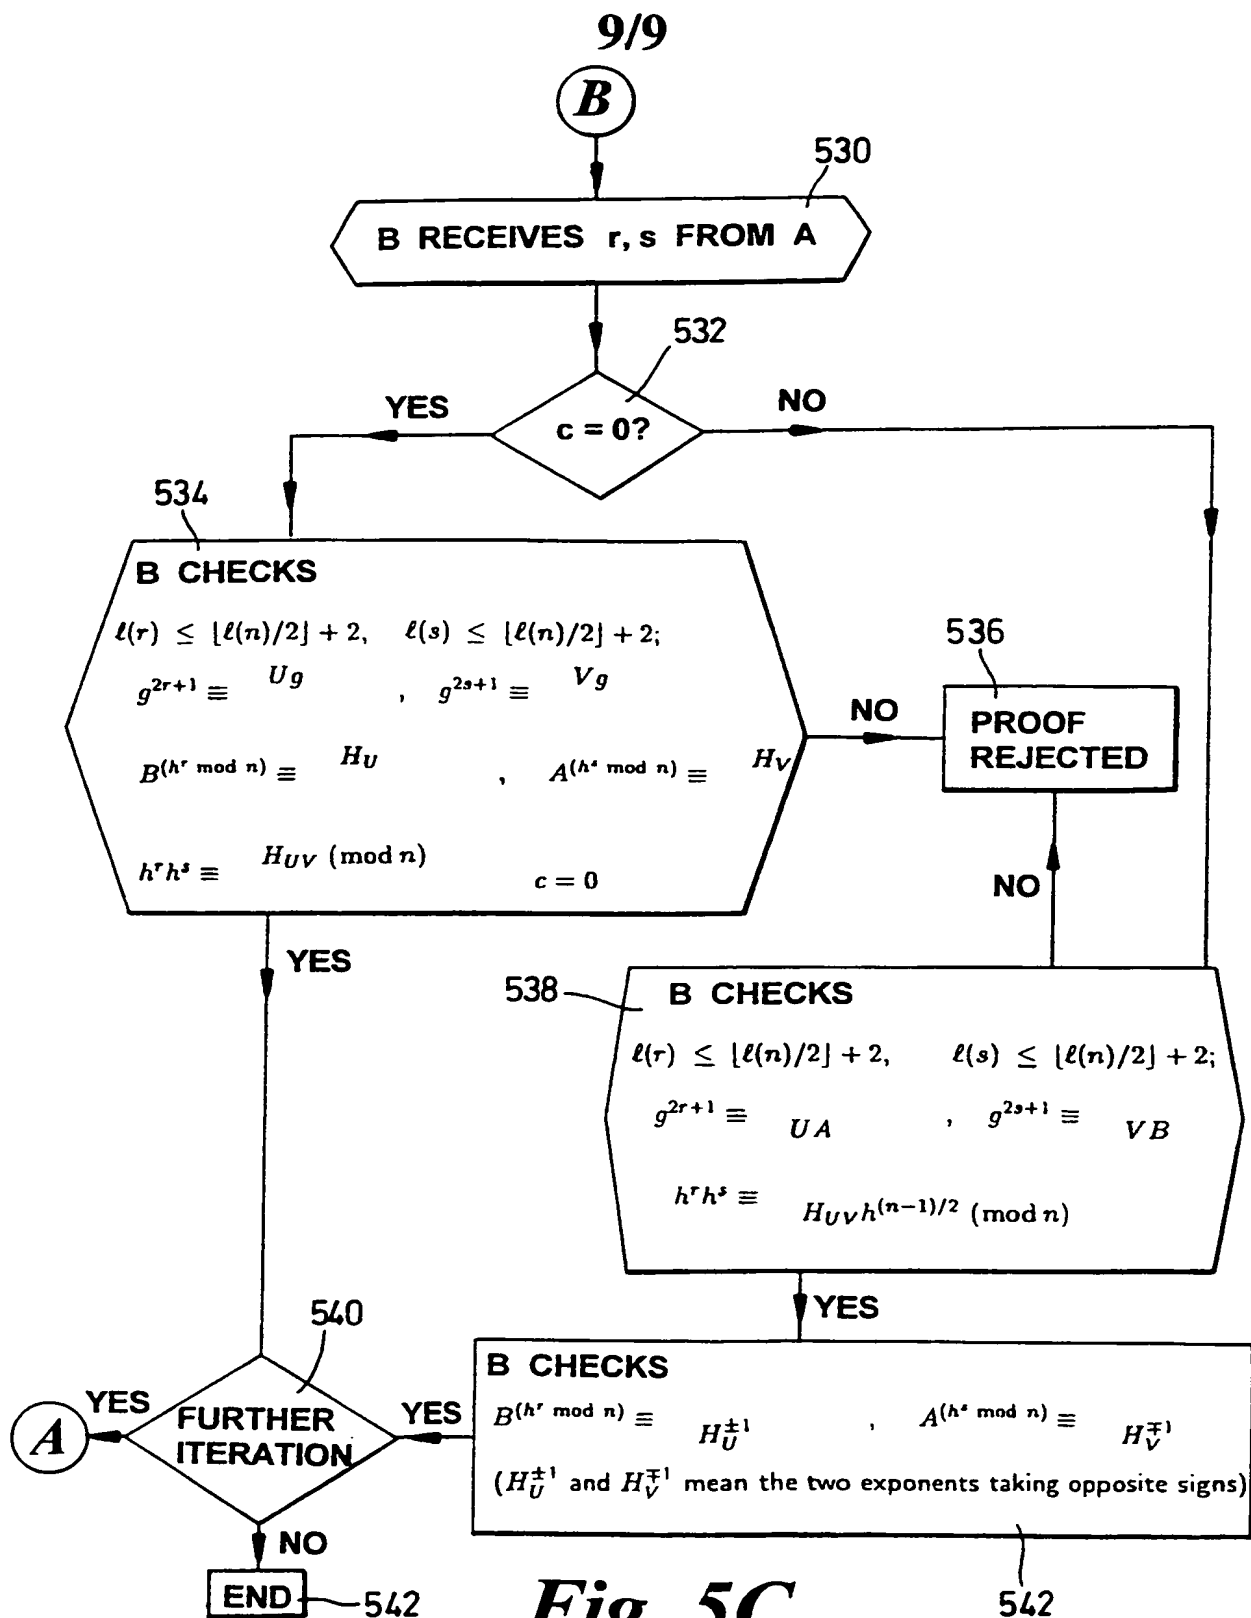 9/9
B
530
B RECEIVES r, s FROM A
532
YES
c = 0?
NO
534
B CHECKS
ℓ(r) ≤ ⌊ℓ(n)/2⌋ + 2, ℓ(s) ≤ ⌊ℓ(n)/2⌋ + 2;
g^{2r+1} ≡ Ug , g^{2s+1} ≡ Vg
B^{(h^r mod n)} ≡ H_U , A^{(h^s mod n)} ≡ H_V
h^r h^s ≡ H_{UV} (mod n) c = 0
NO
536
PROOF
REJECTED
NO
YES
538
B CHECKS
ℓ(r) ≤ ⌊ℓ(n)/2⌋ + 2, ℓ(s) ≤ ⌊ℓ(n)/2⌋ + 2;
g^{2r+1} ≡ UA , g^{2s+1} ≡ VB
h^r h^s ≡ H_{UV} h^{(n-1)/2} (mod n)
YES
540
YES
A
FURTHER
ITERATION
YES
B CHECKS
B^{(h^r mod n)} ≡ H_U^{±1} , A^{(h^s mod n)} ≡ H_V^{∓1}
(H_U^{±1} and H_V^{∓1} mean the two exponents taking opposite signs)
NO
END
542
Fig. 5C
542